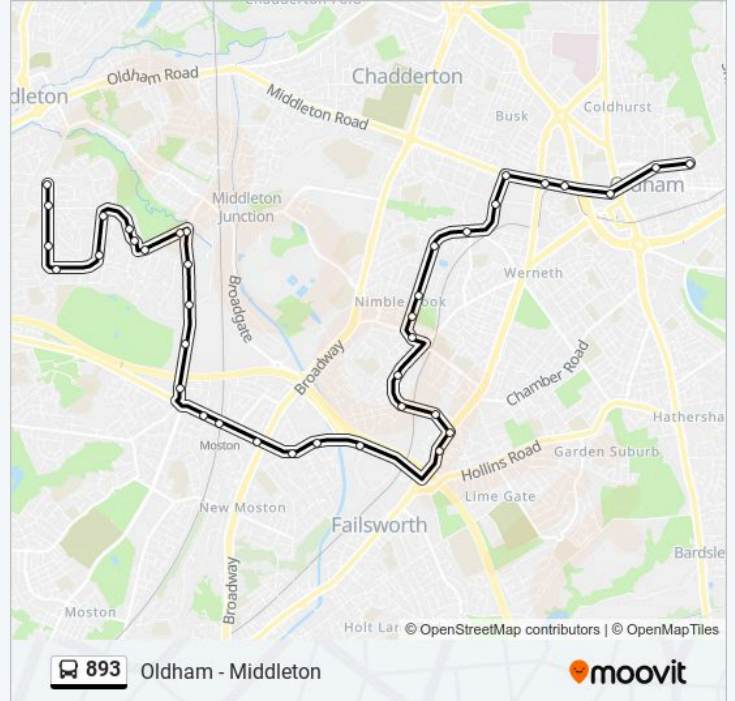 Chadderton
Oldham Road
dleton
Middleton Road
Busk
Coldhurst
Middleton
Junction
Oldham
Broadgate
Werneth
Nimble ook
Broadway
Chamber Road
Hathersha
Moston
Hollins Road
Garden Suburb
Lime Gate
New Moston
Failsworth
Bardsle
Broadway
Moston
Holt La
© OpenStreetMap contributors | © OpenMapTiles
893 Oldham - Middleton
moovit